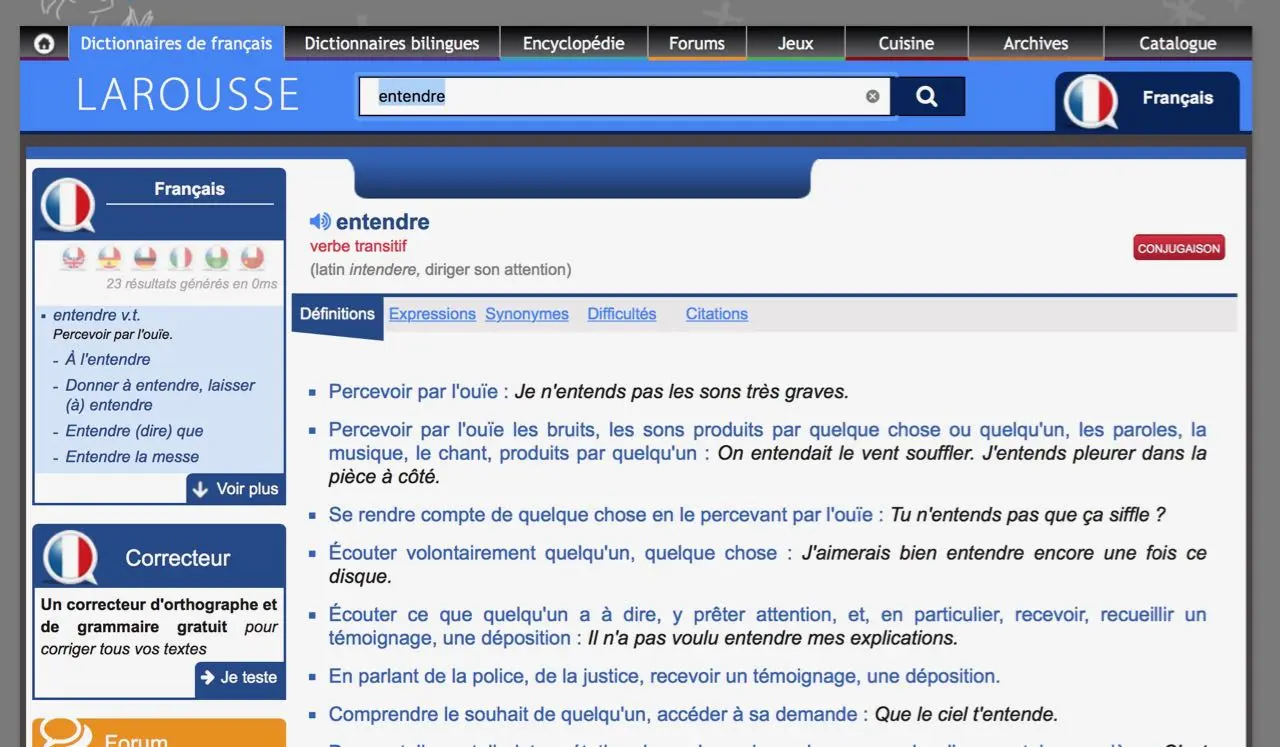 Dictionnaires de français
Dictionnaires bilingues
Encyclopédie
Forums
Jeux
Cuisine
Archives
Catalogue
LAROUSSE
entendre
Français
Français
23 résultats générés en 0ms
entendre v.t.
Percevoir par l'ouïe.
- À l'entendre
- Donner à entendre, laisser
(à) entendre
- Entendre (dire) que
- Entendre la messe
Voir plus
Correcteur
Un correcteur d'orthographe et
de grammaire gratuit pour
corriger tous vos textes
Je teste
Forum
entendre
verbe transitif
(latin intendere, diriger son attention)
CONJUGAISON
Définitions
Expressions
Synonymes
Difficultés
Citations
Percevoir par l'ouïe : Je n'entends pas les sons très graves.
Percevoir par l'ouïe les bruits, les sons produits par quelque chose ou quelqu'un, les paroles, la
musique, le chant, produits par quelqu'un : On entendait le vent souffler. J'entends pleurer dans la
pièce à côté.
Se rendre compte de quelque chose en le percevant par l'ouïe : Tu n'entends pas que ça siffle ?
Écouter volontairement quelqu'un, quelque chose : J'aimerais bien entendre encore une fois ce
disque.
Écouter ce que quelqu'un a à dire, y prêter attention, et, en particulier, recevoir, recueillir un
témoignage, une déposition : Il n'a pas voulu entendre mes explications.
En parlant de la police, de la justice, recevoir un témoignage, une déposition.
Comprendre le souhait de quelqu'un, accéder à sa demande : Que le ciel t'entende.